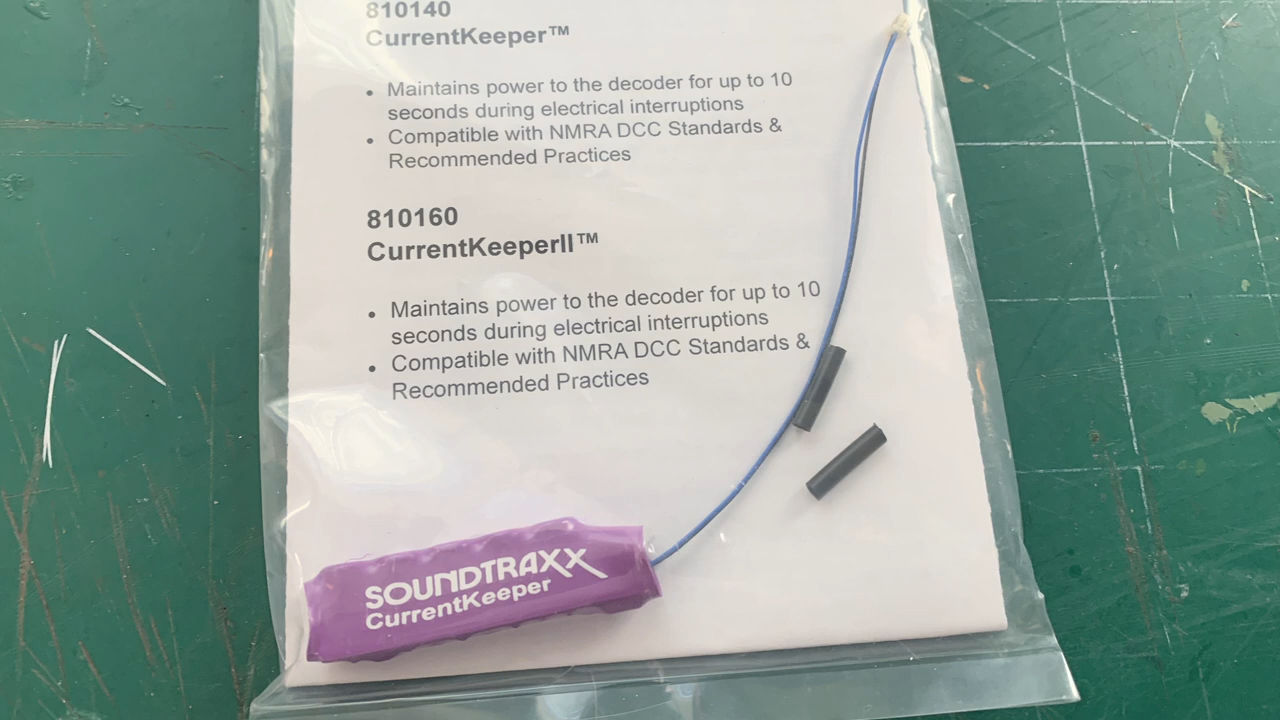 810140
CurrentKeeper™
• Maintains power to the decoder for up to 10
seconds during electrical interruptions
• Compatible with NMRA DCC Standards &
Recommended Practices
810160
CurrentKeeperII™
• Maintains power to the decoder for up to 10
seconds during electrical interruptions
• Compatible with NMRA DCC Standards &
Recommended Practices
SOUNDTRAXX
CurrentKeeper